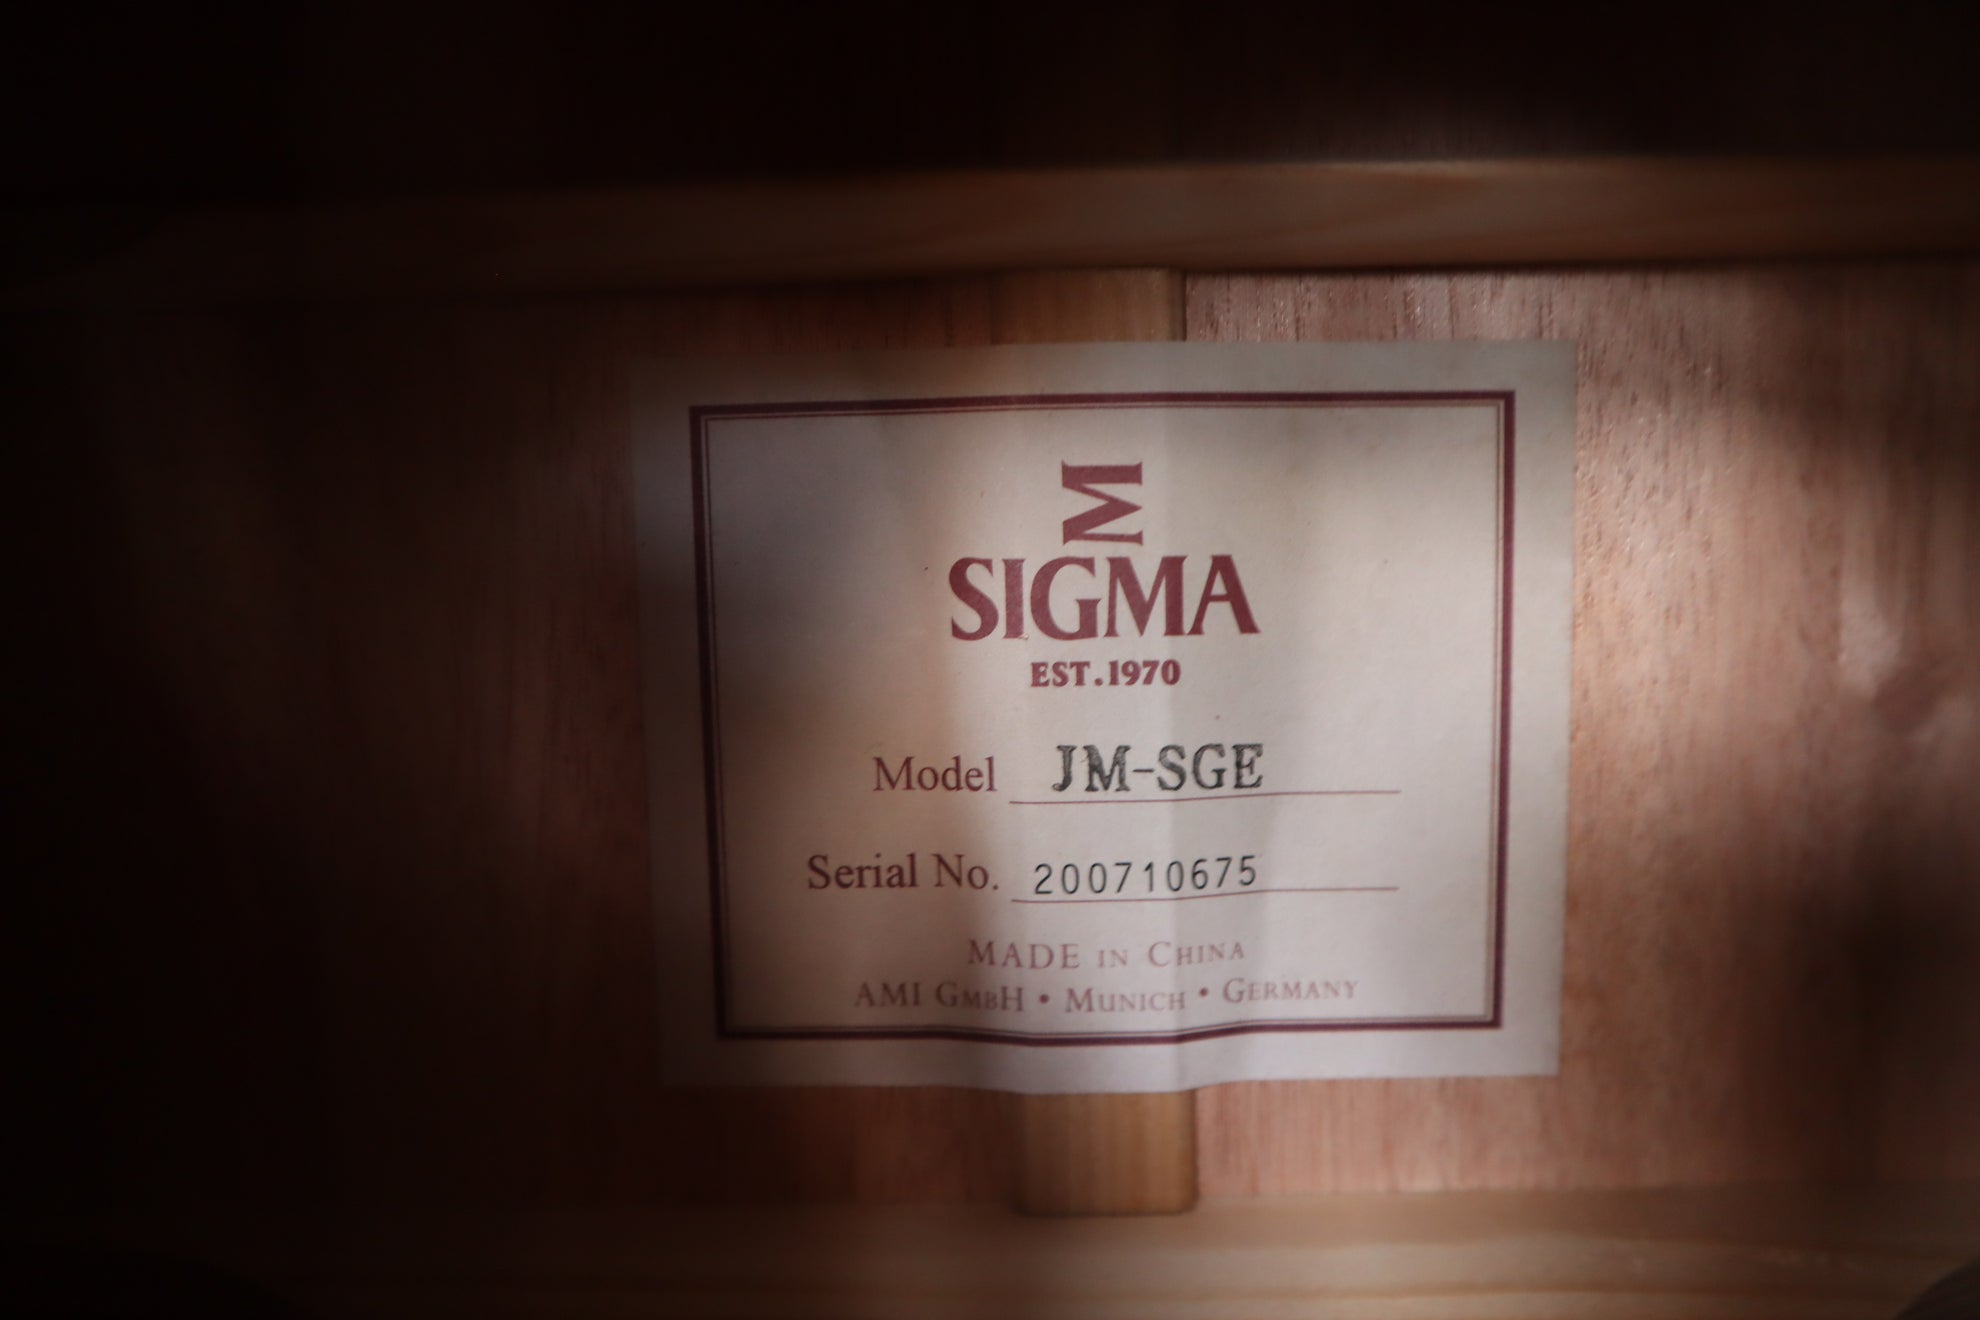 SIGMA
EST.1970
Model JM-SGE
Serial No. 200710675
MADE IN CHINA
AMI GMBH • MUNICH • GERMANY